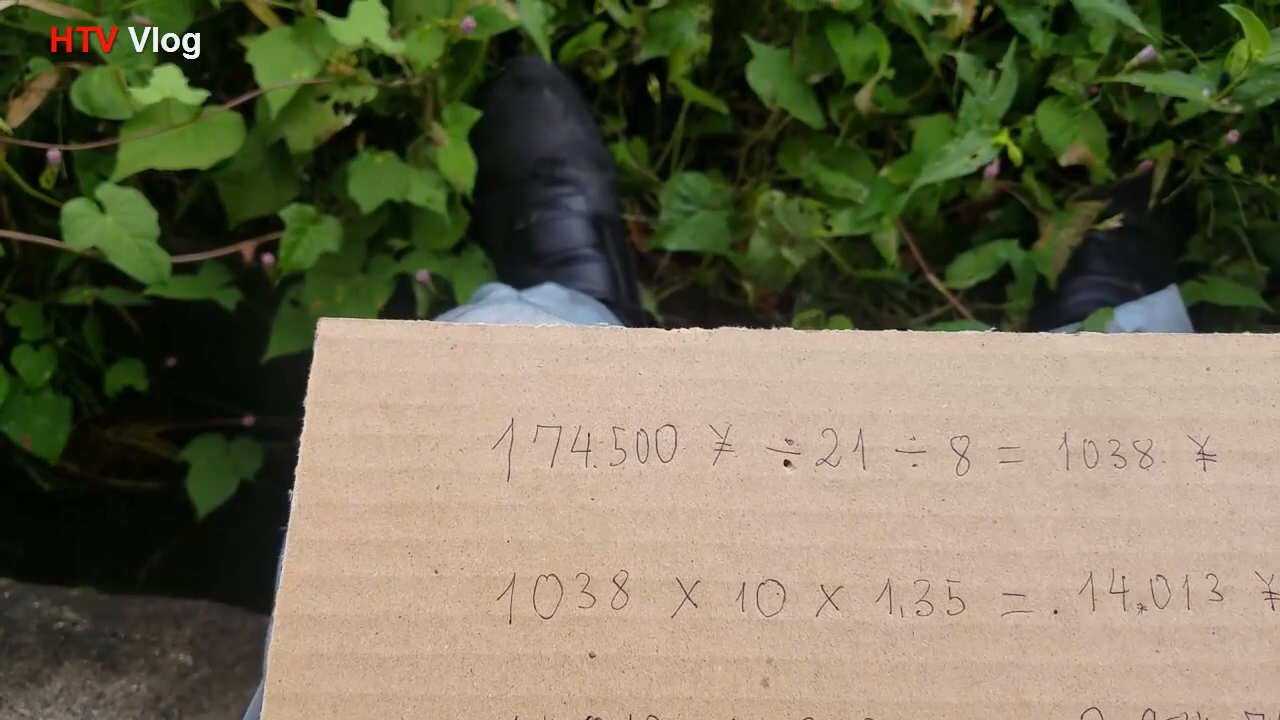 HTV Vlog
174.500 ¥ ÷ 21 ÷ 8 = 1038 ¥
1038 × 10 × 1,35 = 14.013 ¥